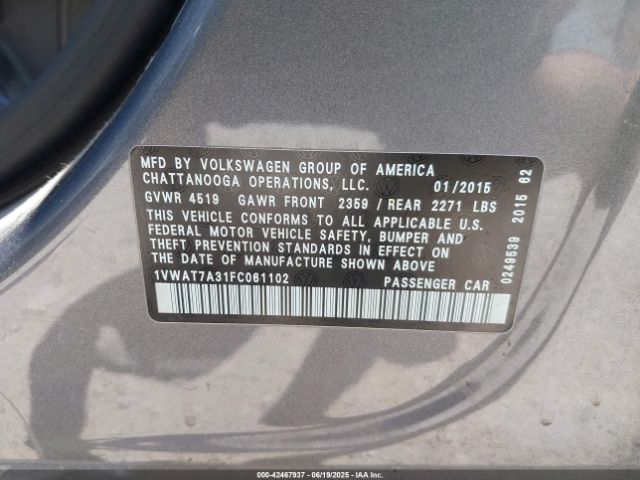 MFD BY VOLKSWAGEN GROUP OF AMERICA
CHATTANOOGA OPERATIONS, LLC. 01/2015
GVWR 4519 GAWR FRONT 2359 / REAR 2271 LBS
THIS VEHICLE CONFORMS TO ALL APPLICABLE U.S.
FEDERAL MOTOR VEHICLE SAFETY, BUMPER AND
THEFT PREVENTION STANDARDS IN EFFECT ON
THE DATE OF MANUFACTURE SHOWN ABOVE
1VWAT7A31FC061102 PASSENGER CAR
0249539 2015 62
000-42467937 - 06/19/2025 - IAAI.com